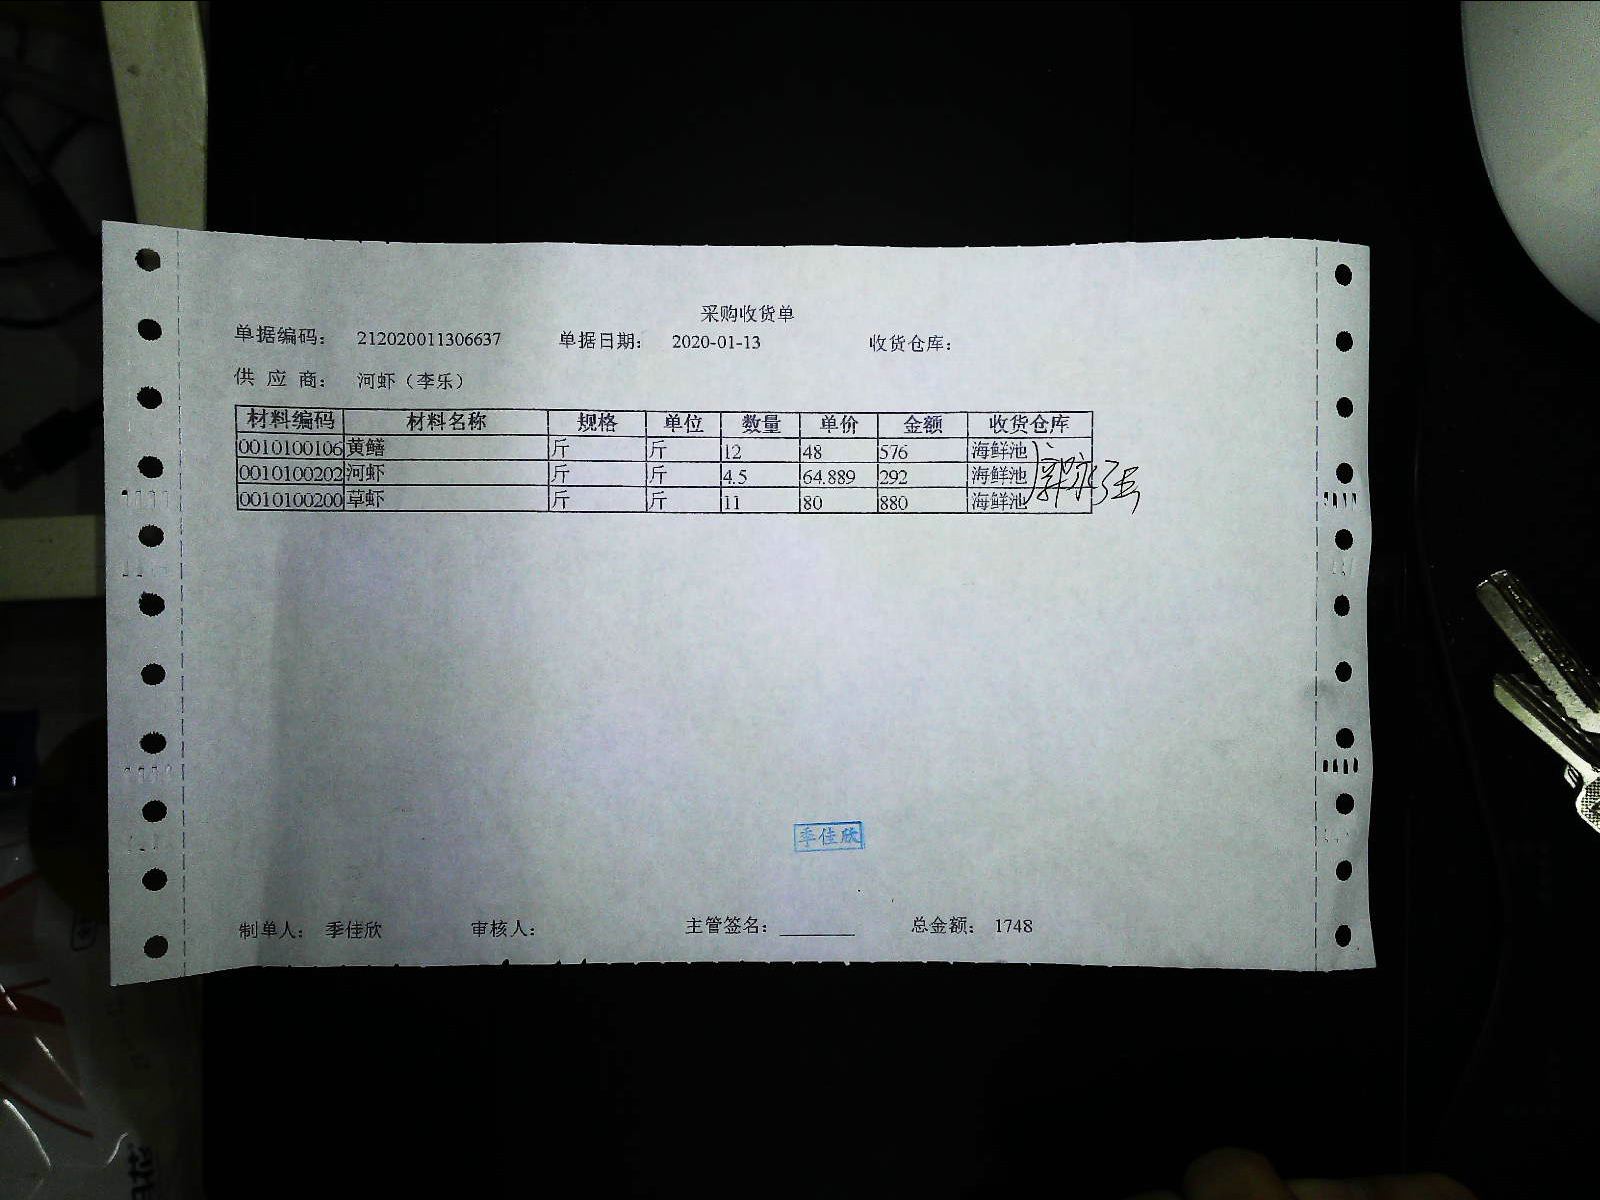 采购收货单
单据编码： 212020011306637 单据日期： 2020-01-13 收货仓库：
供 应 商： 河虾（李乐）
材料编码 材料名称 规格 单位 数量 单价 金额 收货仓库
0010100106 黄鳝 斤 斤 12 48 576 海鲜池
0010100202 河虾 斤 斤 4.5 64.889 292 海鲜池
0010100200 草虾 斤 斤 11 80 880 海鲜池
季佳欣
制单人： 季佳欣 审核人： 主管签名：________ 总金额： 1748